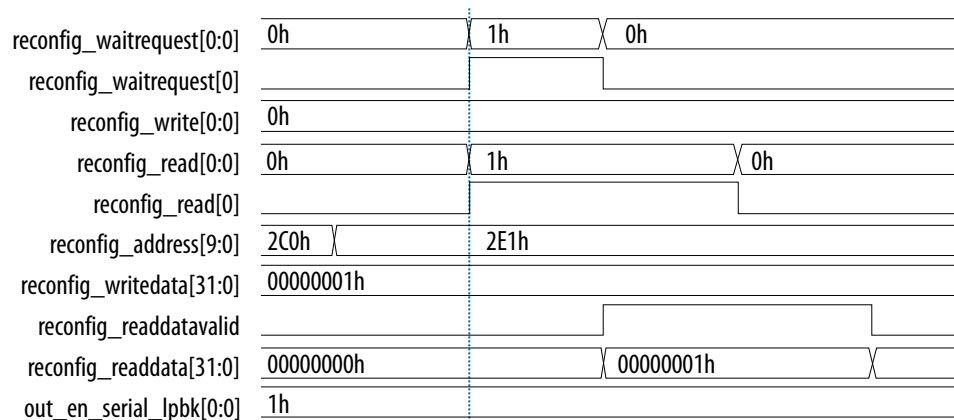 reconfig_waitrequest[0:0] 0h 1h 0h
reconfig_waitrequest[0]
reconfig_write[0:0] 0h
reconfig_read[0:0] 0h 1h 0h
reconfig_read[0]
reconfig_address[9:0] 2C0h 2E1h
reconfig_writedata[31:0] 00000001h
reconfig_readdatavalid
reconfig_readdata[31:0] 00000000h 00000001h
out_en_serial_lpbk[0:0] 1h